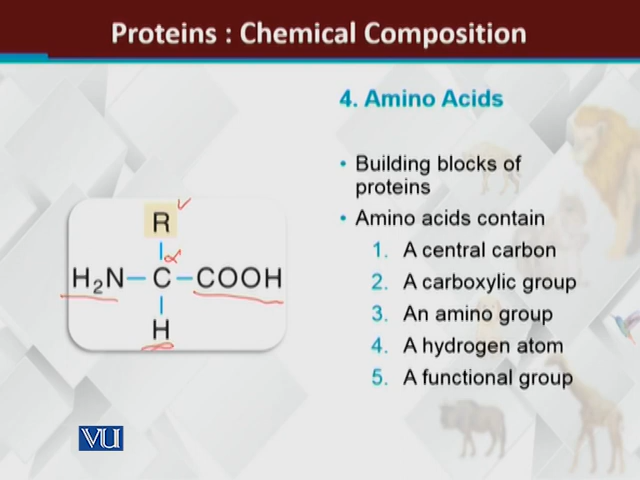 Proteins : Chemical Composition
4. Amino Acids
• Building blocks of
proteins
• Amino acids contain
1. A central carbon
2. A carboxylic group
3. An amino group
4. A hydrogen atom
5. A functional group
R
α
H₂N–C–COOH
H
VU